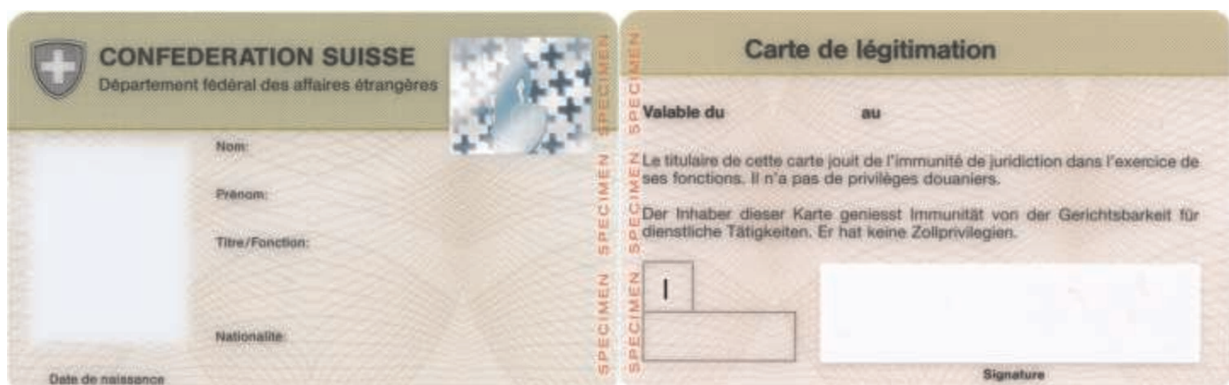 CONFEDERATION SUISSE
Département fédéral des affaires étrangères
Nom:
Prénom:
Titre/Fonction:
Nationalité:
Date de naissance
SPECIMEN SPECIMEN SPECIMEN
SPECIMEN SPECIMEN SPECIMEN
Carte de légitimation
Valable du au
Le titulaire de cette carte jouit de l'immunité de juridiction dans l'exercice de
ses fonctions. Il n'a pas de privilèges douaniers.
Der Inhaber dieser Karte geniesst Immunität von der Gerichtsbarkeit für
dienstliche Tätigkeiten. Er hat keine Zollprivilegien.
I
Signature